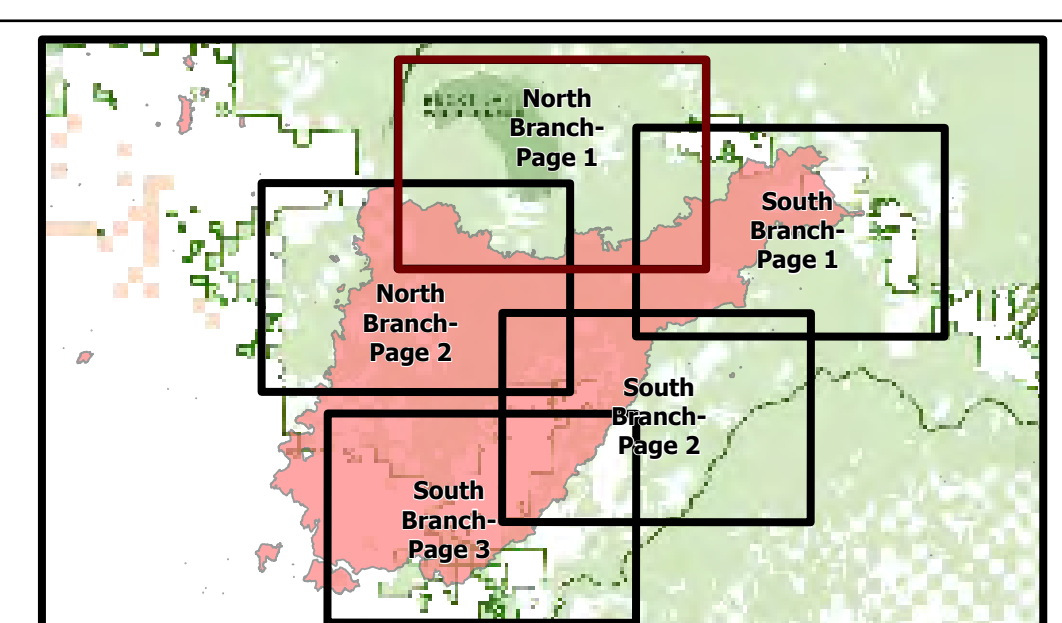 North
Branch-
Page 1
South
Branch-
Page 1
North
Branch-
Page 2
South
Branch-
Page 2
South
Branch-
Page 3